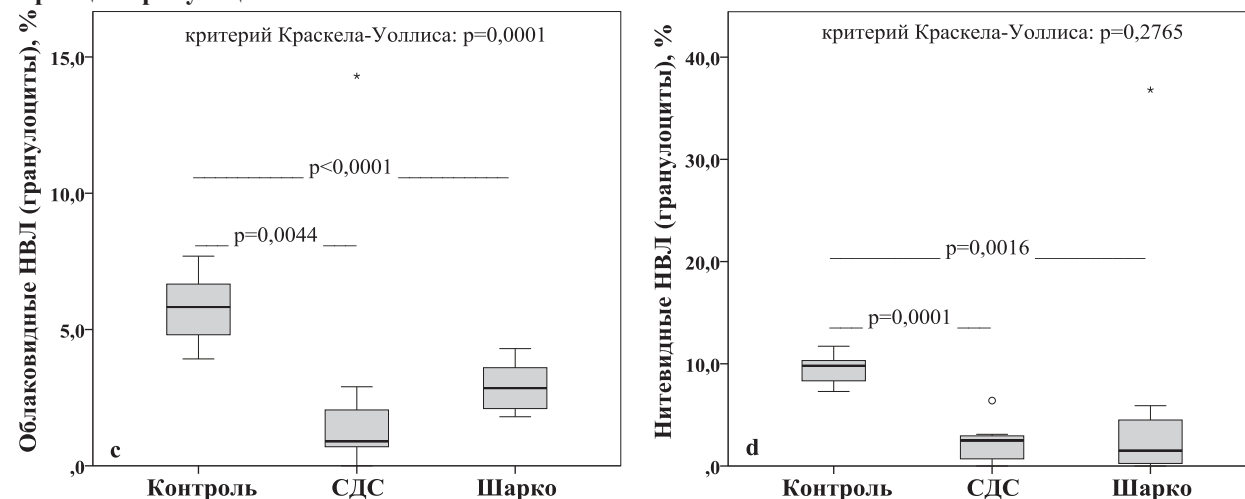 Облаковидные НВЛ (гранулоциты), %
критерий Краскела-Уоллиса: p=0,0001
15,0
*
p<0,0001
10,0
p=0,0044
5,0
,0
c
Контроль СДС Шарко
Нитевидные НВЛ (гранулоциты), %
критерий Краскела-Уоллиса: p=0,2765
40,0
*
30,0
p=0,0016
20,0
p=0,0001
10,0
,0
d
Контроль СДС Шарко